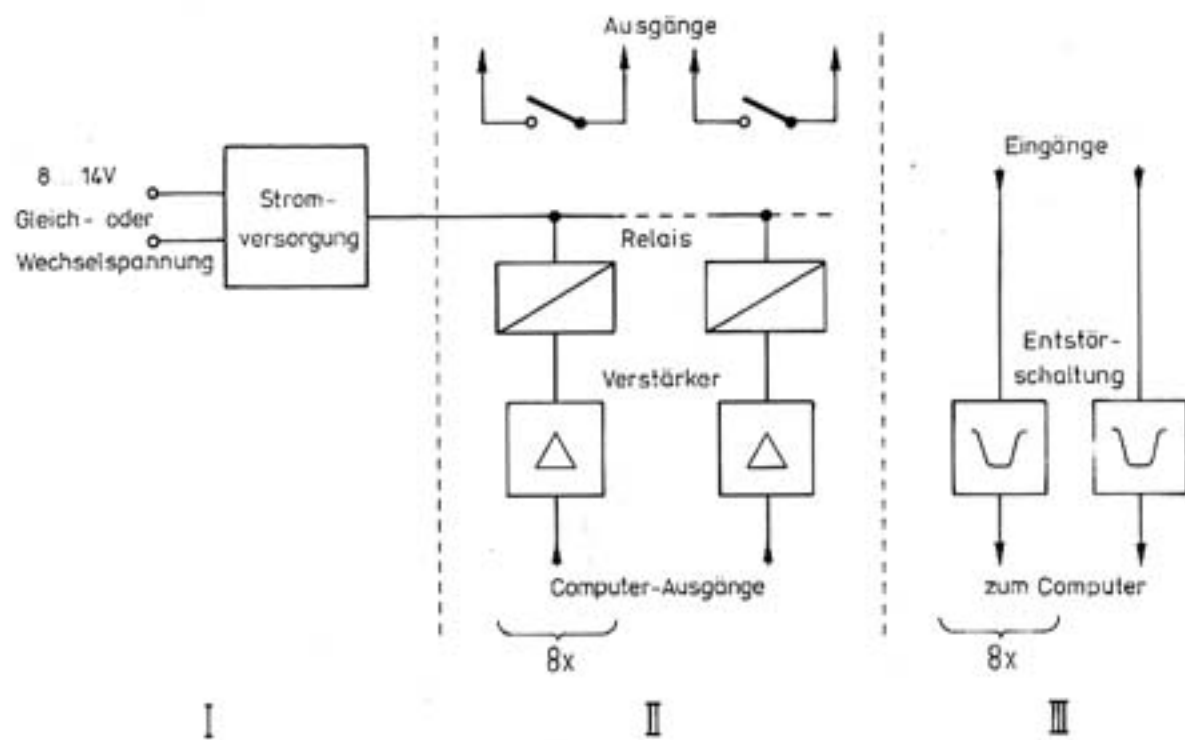 Ausgänge
8 ... 14V
Gleich- oder
Wechselspannung
Strom-
versorgung
Relais
Verstärker
Computer-Ausgänge
8x
Eingänge
Entstör-
schaltung
zum Computer
8x
I
II
III